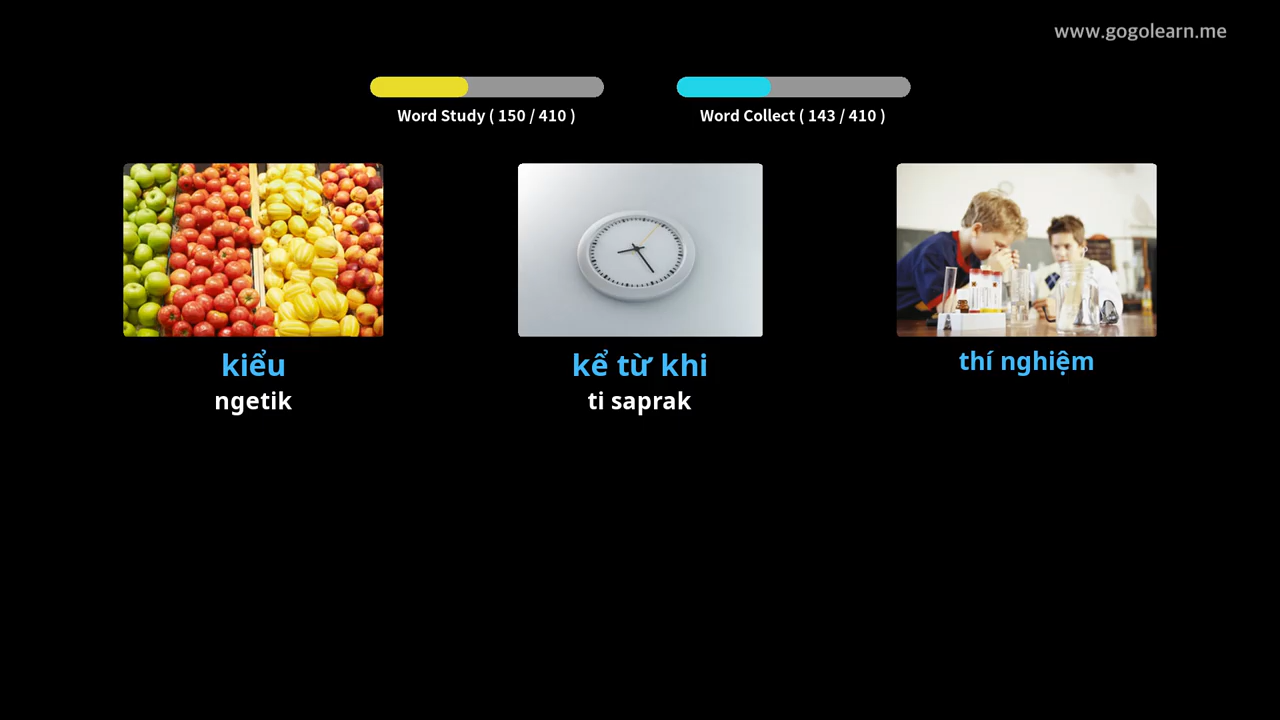 www.gogolearn.me
Word Study ( 150 / 410 )
Word Collect ( 143 / 410 )
kiểu
ngetik
kể từ khi
ti saprak
thí nghiệm